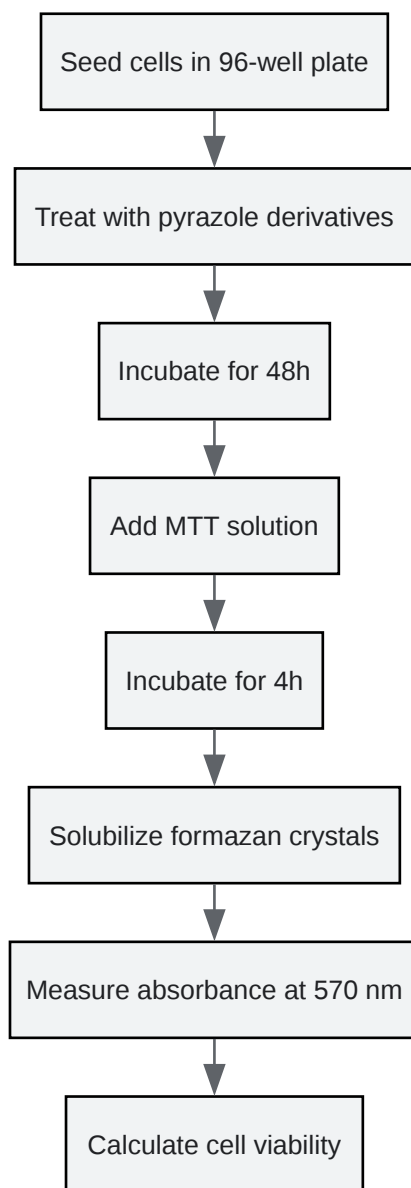 Seed cells in 96-well plate
Treat with pyrazole derivatives
Incubate for 48h
Add MTT solution
Incubate for 4h
Solubilize formazan crystals
Measure absorbance at 570 nm
Calculate cell viability